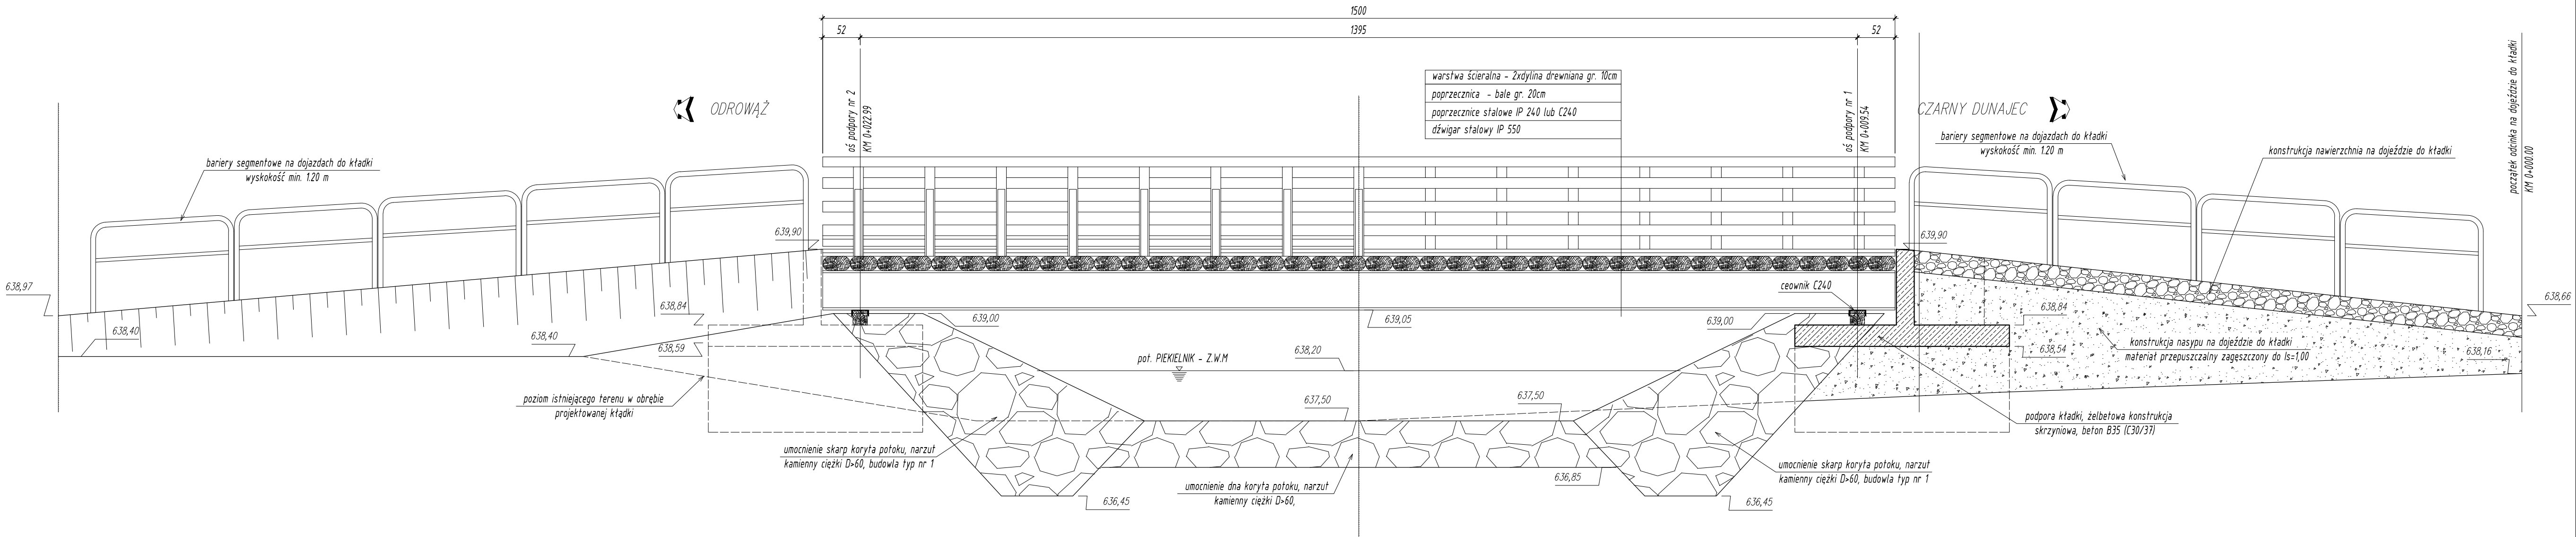 1500
52
1395
52
warstwa ścieralna - 2xdylina drewniana gr. 10cm
poprzecznica - bale gr. 20cm
poprzecznice stalowe IP 240 lub C240
dźwigar stalowy IP 550
ODROWĄŻ
CZARNY DUNAJEC
oś podpory nr 2
KM 0+022.99
oś podpory nr 1
KM 0+009.54
początek odcinka na dojeździe do kładki
KM 0+000.00
bariery segmentowe na dojazdach do kładki
wyskokość min. 1.20 m
bariery segmentowe na dojazdach do kładki
wyskokość min. 1.20 m
konstrukcja nawierzchnia na dojeździe do kładki
639,90
639,90
638,97
638,66
638,40
638,84
638,40
638,59
639,00
639,05
639,00
ceownik C240
638,84
638,54
638,16
konstrukcja nasypu na dojeździe do kładki
materiał przepuszczalny zagęszczony do Is=1,00
pot. PIEKIELNIK - Z.W.M
638,20
637,50
637,50
poziom istniejącego terenu w obrębie
projektowanej kłądki
podpora kładki, żelbetowa konstrukcja
skrzyniowa, beton B35 (C30/37)
umocnienie skarp koryta potoku, narzut
kamienny ciężki D>60, budowla typ nr 1
umocnienie dna koryta potoku, narzut
kamienny ciężki D>60,
umocnienie skarp koryta potoku, narzut
kamienny ciężki D>60, budowla typ nr 1
636,85
636,45
636,45